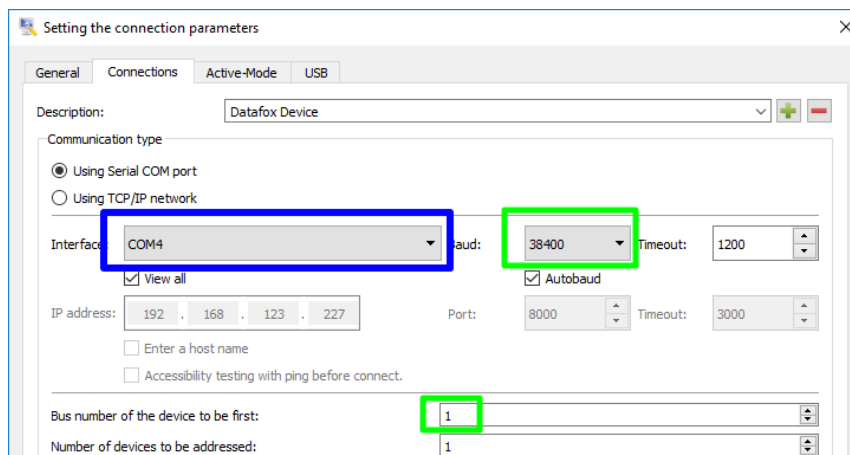 Setting the connection parameters
General Connections Active-Mode USB
Description: Datafox Device
Communication type
Using Serial COM port
Using TCP/IP network
Interface: COM4 Baud: 38400 Timeout: 1200
View all Autobaud
IP address: 192 . 168 . 123 . 227 Port: 8000 Timeout: 3000
Enter a host name
Accessibility testing with ping before connect.
Bus number of the device to be first: 1
Number of devices to be addressed: 1